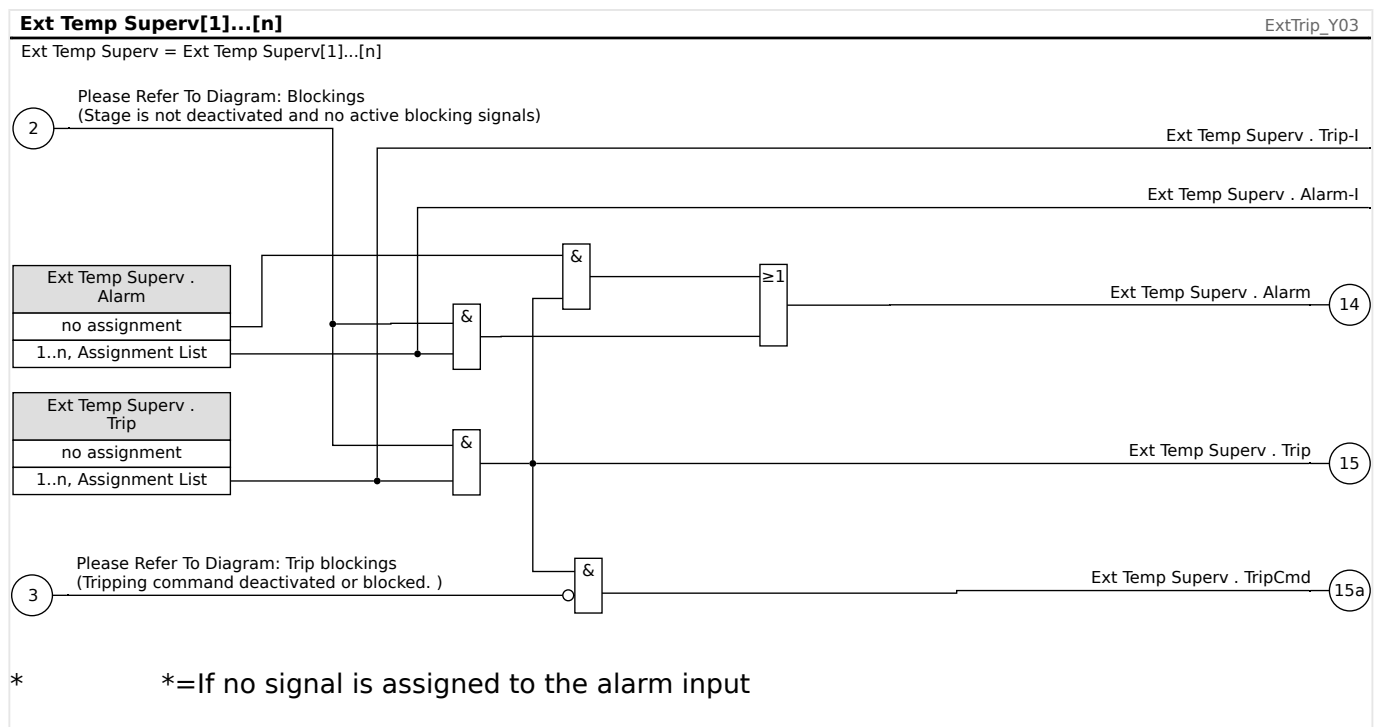 Ext Temp Superv[1]...[n]
ExtTrip_Y03
Ext Temp Superv = Ext Temp Superv[1]...[n]
Please Refer To Diagram: Blockings
(Stage is not deactivated and no active blocking signals)
2
Ext Temp Superv . Trip-I
Ext Temp Superv . Alarm-I
&
Ext Temp Superv .
Alarm
≥1
no assignment
&
Ext Temp Superv . Alarm
14
1..n, Assignment List
Ext Temp Superv .
Trip
no assignment
&
Ext Temp Superv . Trip
15
1..n, Assignment List
Please Refer To Diagram: Trip blockings
(Tripping command deactivated or blocked. )
3
&
Ext Temp Superv . TripCmd
15a
* *=If no signal is assigned to the alarm input